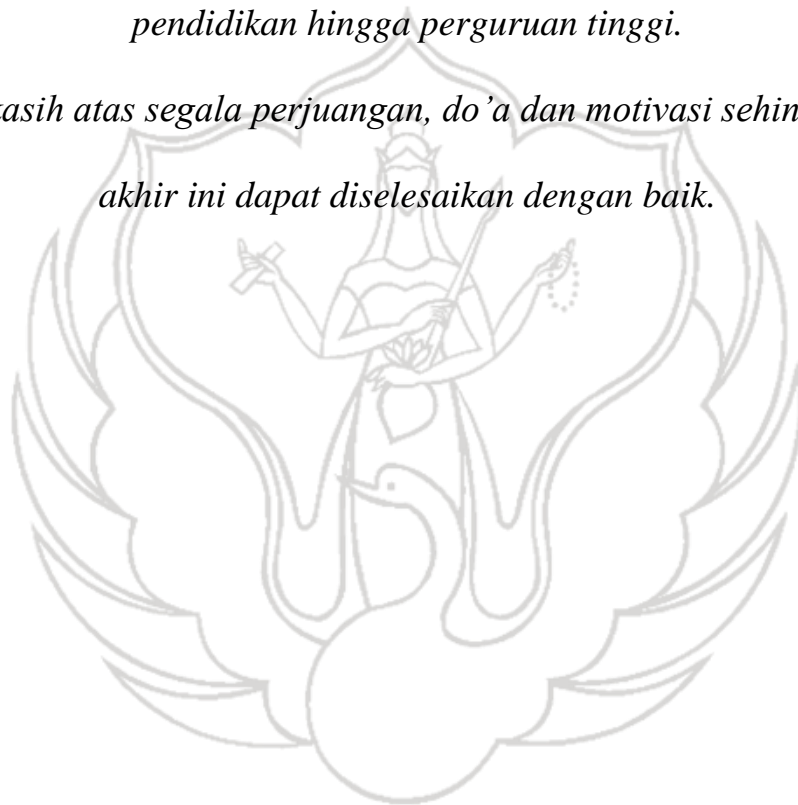 pendidikan hingga perguruan tinggi.
kasih atas segala perjuangan, do’a dan motivasi sehin
akhir ini dapat diselesaikan dengan baik.